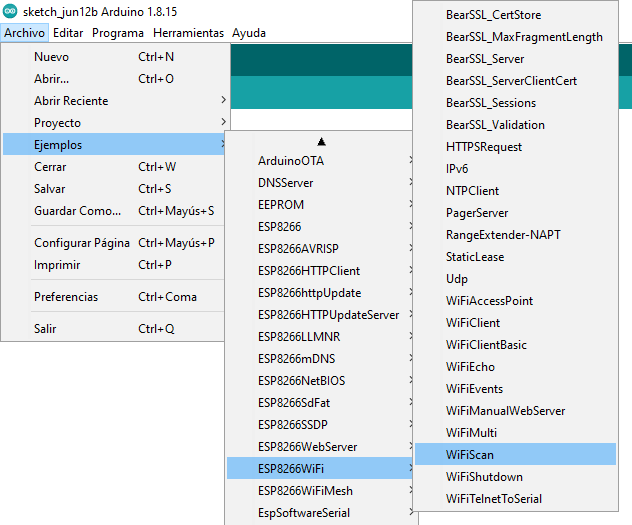 sketch_jun12b Arduino 1.8.15
Archivo Editar Programa Herramientas Ayuda
Nuevo Ctrl+N
Abrir... Ctrl+O
Abrir Reciente
Proyecto
Ejemplos
Cerrar Ctrl+W
Salvar Ctrl+S
Guardar Como... Ctrl+Mayús+S
Configurar Página Ctrl+Mayús+P
Imprimir Ctrl+P
Preferencias Ctrl+Coma
Salir Ctrl+Q
ArduinoOTA
DNSServer
EEPROM
ESP8266
ESP8266AVRISP
ESP8266HTTPClient
ESP8266httpUpdate
ESP8266HTTPUpdateServer
ESP8266LLMNR
ESP8266mDNS
ESP8266NetBIOS
ESP8266SdFat
ESP8266SSDP
ESP8266WebServer
ESP8266WiFi
ESP8266WiFiMesh
EspSoftwareSerial
BearSSL_CertStore
BearSSL_MaxFragmentLength
BearSSL_Server
BearSSL_ServerClientCert
BearSSL_Sessions
BearSSL_Validation
HTTPSRequest
IPv6
NTPClient
PagerServer
RangeExtender-NAPT
StaticLease
Udp
WiFiAccessPoint
WiFiClient
WiFiClientBasic
WiFiEcho
WiFiEvents
WiFiManualWebServer
WiFiMulti
WiFiScan
WiFiShutdown
WiFiTelnetToSerial